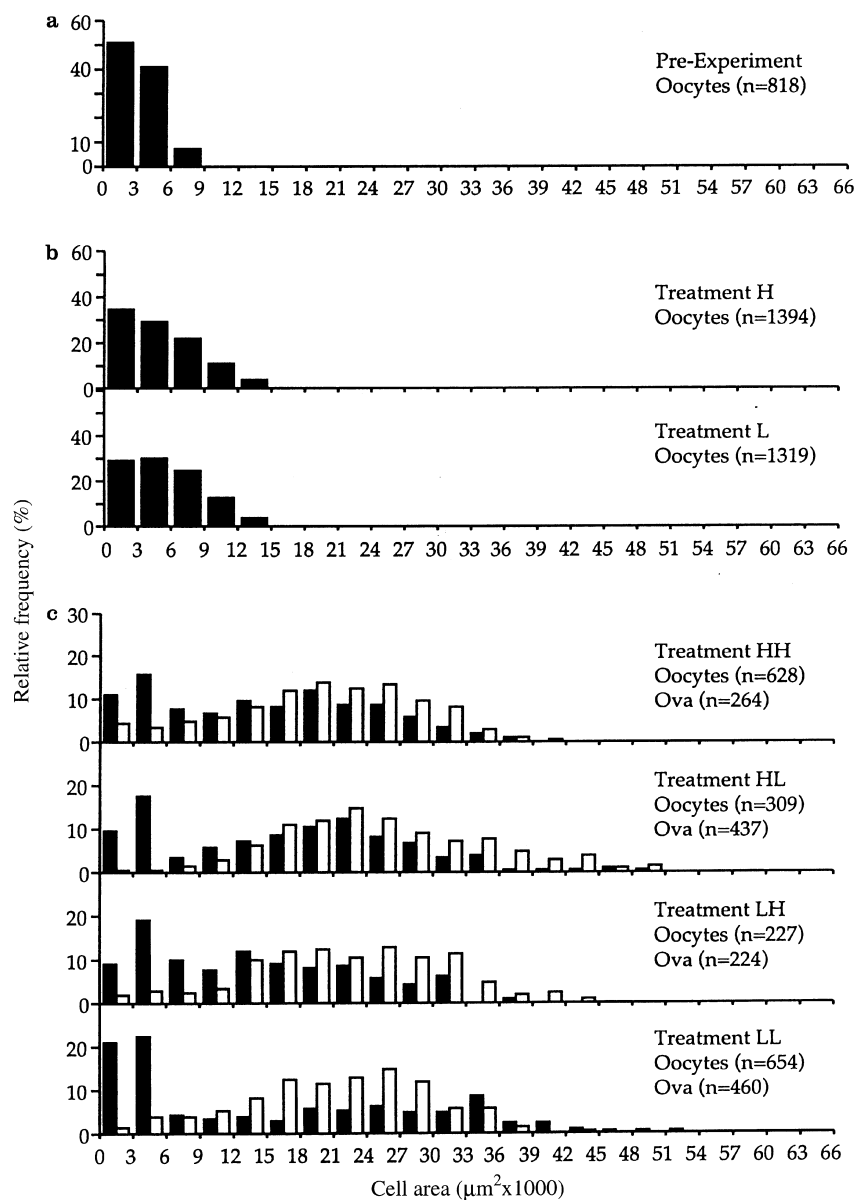 a
60
40
10
0
Pre-Experiment
Oocytes (n=818)
0 3 6 9 12 15 18 21 24 27 30 33 36 39 42 45 48 51 54 57 60 63 66
b
60
40
20
0
Treatment H
Oocytes (n=1394)
40
20
0
Treatment L
Oocytes (n=1319)
0 3 6 9 12 15 18 21 24 27 30 33 36 39 42 45 48 51 54 57 60 63 66
Relative frequency (%)
c
30
20
10
0
Treatment HH
Oocytes (n=628)
Ova (n=264)
20
10
0
Treatment HL
Oocytes (n=309)
Ova (n=437)
20
10
0
Treatment LH
Oocytes (n=227)
Ova (n=224)
20
10
0
Treatment LL
Oocytes (n=654)
Ova (n=460)
0 3 6 9 12 15 18 21 24 27 30 33 36 39 42 45 48 51 54 57 60 63 66
Cell area (µm²x1000)